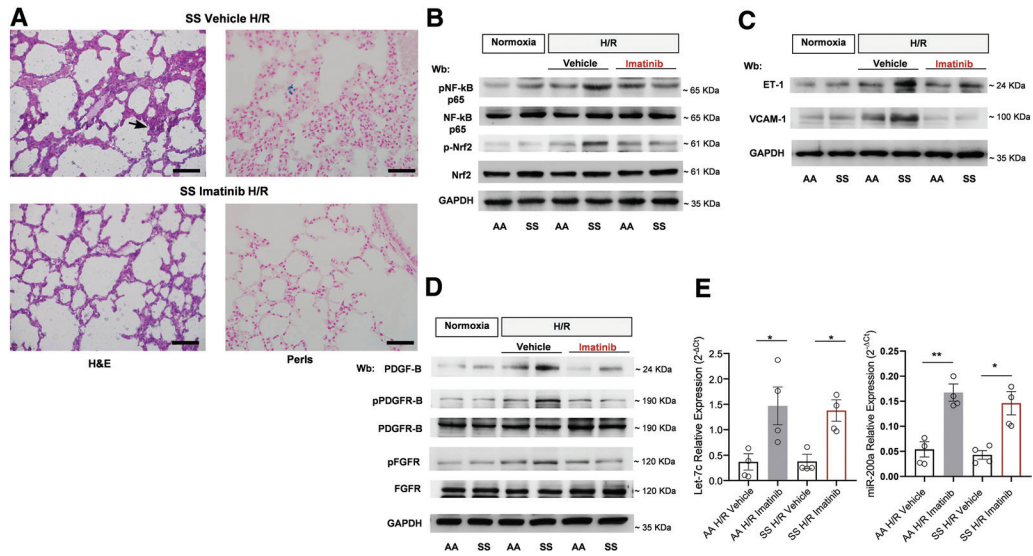 A
SS Vehicle H/R
SS Imatinib H/R
H&E
Perls
B
Normoxia
H/R
Wb:
Vehicle
Imatinib
pNF-kB
p65
~ 65 KDa
NF-kB
p65
~ 65 KDa
p-Nrf2
~ 61 KDa
Nrf2
~ 61 KDa
GAPDH
~ 35 KDa
AA SS AA SS AA SS
C
Normoxia
H/R
Wb:
Vehicle
Imatinib
ET-1
~ 24 KDa
VCAM-1
~ 100 KDa
GAPDH
~ 35 KDa
AA SS AA SS AA SS
D
Normoxia
H/R
Vehicle
Imatinib
Wb:
PDGF-B
~ 24 KDa
pPDGFR-B
~ 190 KDa
PDGFR-B
~ 190 KDa
pFGFR
~ 120 KDa
FGFR
~ 120 KDa
GAPDH
~ 35 KDa
AA SS AA SS AA SS
E
Let-7c Relative Expression (2-ΔCt)
2.5
2.0
1.5
1.0
0.5
0.0
* *
AA H/R Vehicle
AA H/R Imatinib
SS H/R Vehicle
SS H/R Imatinib
miR-200a Relative Expression (2-ΔCt)
0.25
0.20
0.15
0.10
0.05
0.00
** *
AA H/R Vehicle
AA H/R Imatinib
SS H/R Vehicle
SS H/R Imatinib